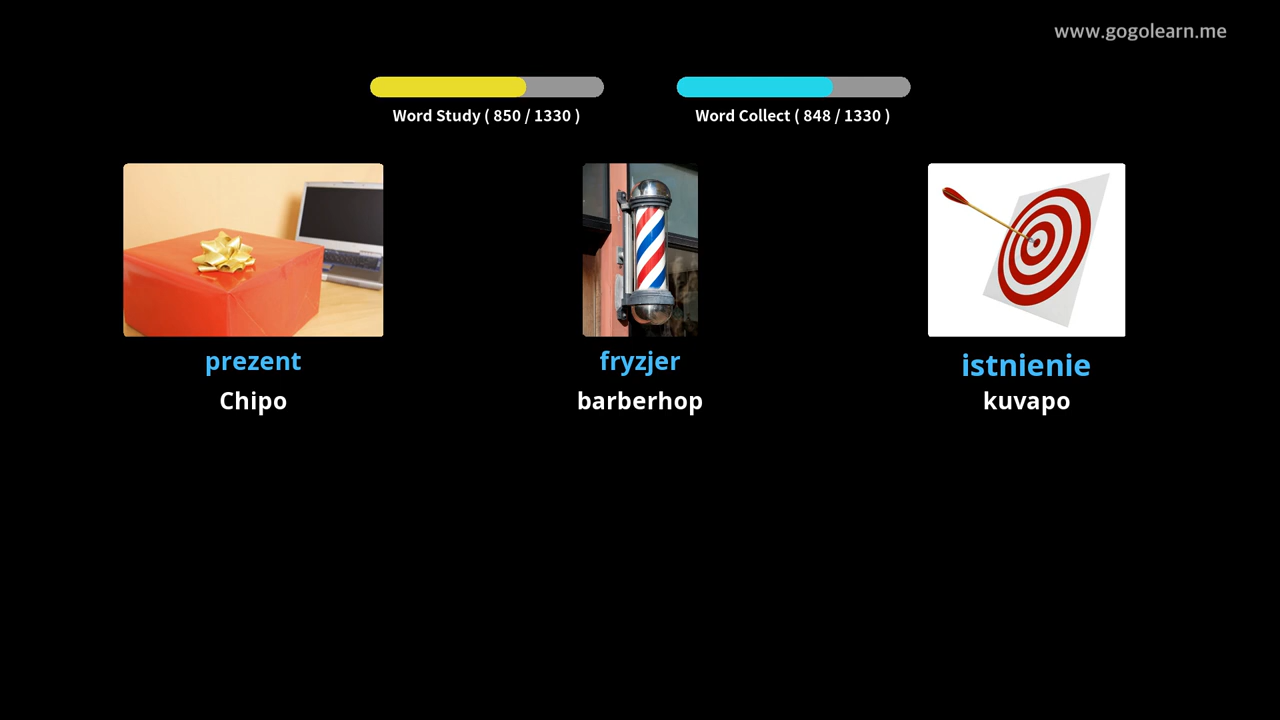 www.gogolearn.me
Word Study ( 850 / 1330 )
Word Collect ( 848 / 1330 )
prezent
fryzjer
istnienie
Chipo
barberhop
kuvapo